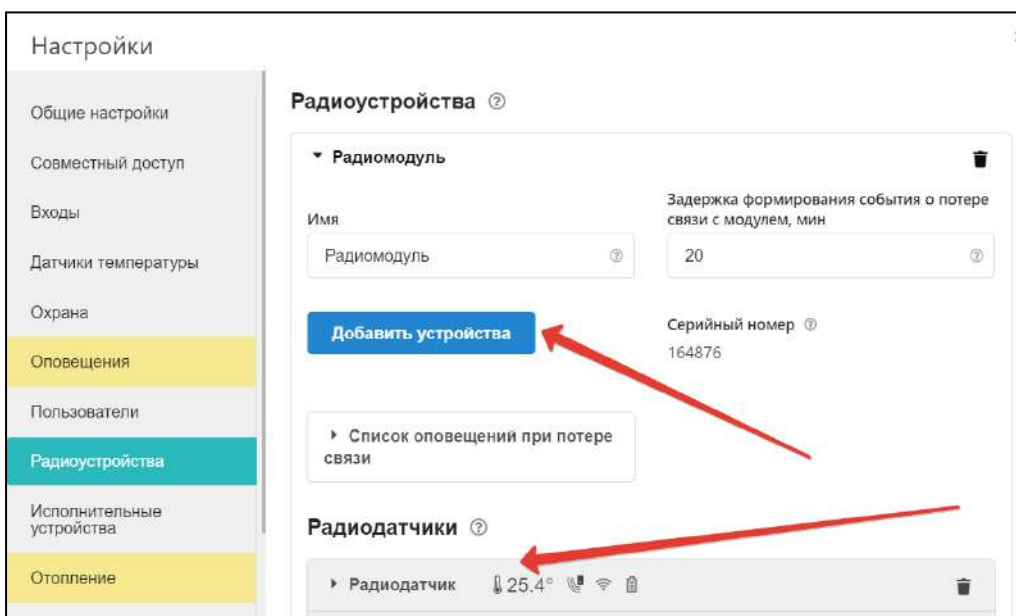 Настройки
Общие настройки
Совместный доступ
Входы
Датчики температуры
Охрана
Оповещения
Пользователи
Радиоустройства
Исполнительные
устройства
Отопление
Радиоустройства
Радиомодуль
Имя
Радиомодуль
Задержка формирования события о потере
связи с модулем, мин
20
Добавить устройства
Серийный номер
164876
Список оповещений при потере
связи
Радиодатчики
Радиодатчик 25.4°